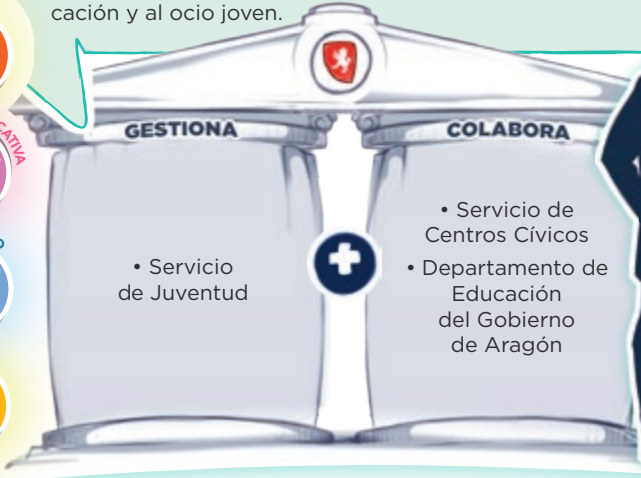 cación y al ocio joven.
GESTIONA
COLABORA
• Servicio
de Juventud
• Servicio de
Centros Cívicos
• Departamento de
Educación
del Gobierno
de Aragón
CATIVA